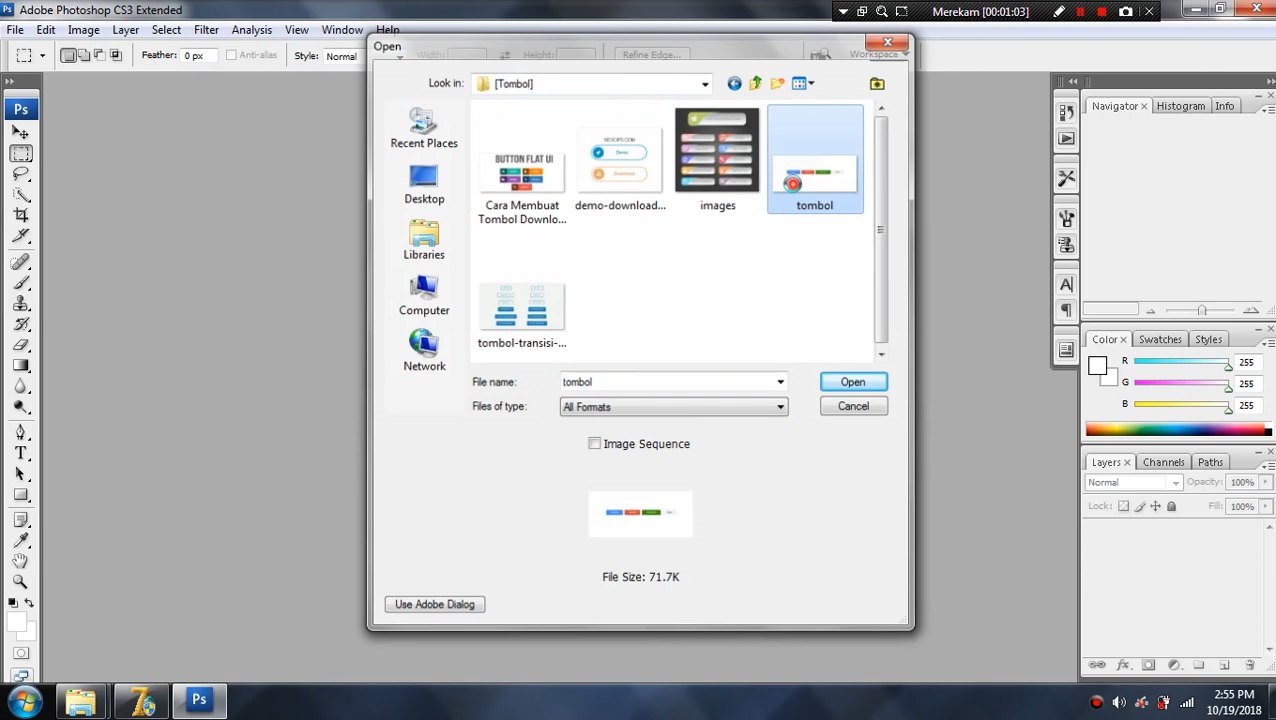 Adobe Photoshop CS3 Extended
Merekam [00:01:03]
File Edit Image Layer Select Filter Analysis View Window Help
Feather:
Anti-alias
Style: Normal
Width:
Height:
Refine Edge...
Workspace
Open
Look in:
[Tombol]
Recent Places
Desktop
Libraries
Computer
Network
BUTTON FLAT UI
Cara Membuat
Tombol Downlo...
Demo
demo-download...
images
tombol
tombol-transisi-...
File name:
tombol
Open
Files of type:
All Formats
Cancel
Image Sequence
File Size: 71.7K
Use Adobe Dialog
Ps
Navigator
Histogram
Info
Color
Swatches
Styles
R
255
G
255
B
255
Layers
Channels
Paths
Normal
Opacity: 100%
Lock:
Fill: 100%
Ps
2:55 PM
10/19/2018